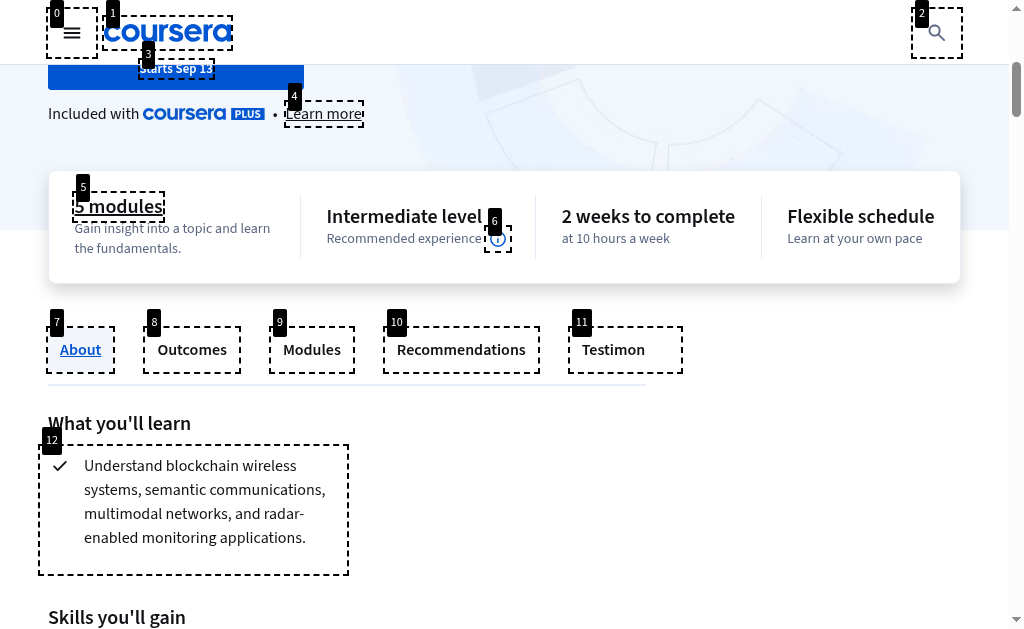 0
1
coursera
2
3
Starts Sep 13
4
Included with coursera PLUS • Learn more
5
5 modules
Gain insight into a topic and learn
the fundamentals.
Intermediate level
6
Recommended experience
2 weeks to complete
at 10 hours a week
Flexible schedule
Learn at your own pace
7
About
8
Outcomes
9
Modules
10
Recommendations
11
Testimon
What you'll learn
12
Understand blockchain wireless
systems, semantic communications,
multimodal networks, and radar-
enabled monitoring applications.
Skills you'll gain